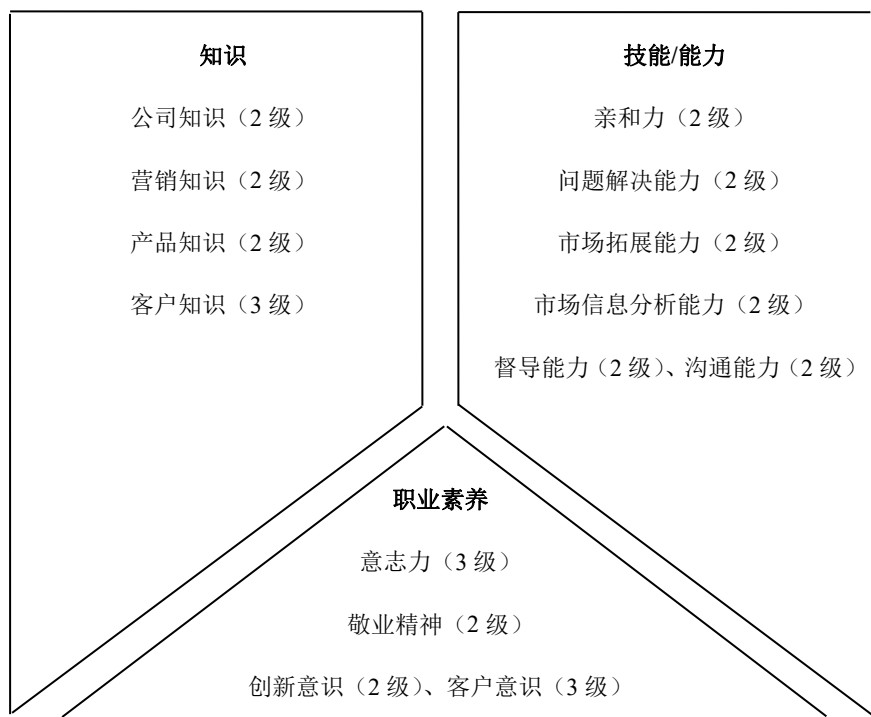 知识
公司知识（2 级）
营销知识（2 级）
产品知识（2 级）
客户知识（3 级）
技能/能力
亲和力（2 级）
问题解决能力（2 级）
市场拓展能力（2 级）
市场信息分析能力（2 级）
督导能力（2 级）、沟通能力（2 级）
职业素养
意志力（3 级）
敬业精神（2 级）
创新意识（2 级）、客户意识（3 级）